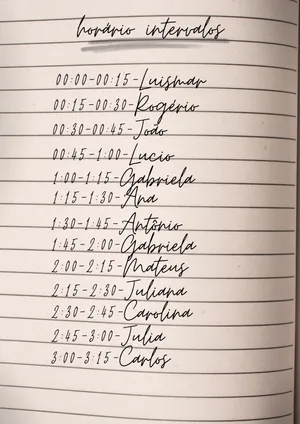 horário intervalos
00:00-00:15-Luismar
00:15-00:30-Rogério
00:30-00:45-João
00:45-1:00-Lucio
1:00-1:15-Gabriela
1:15-1:30-Ana
1:30-1:45-Antônio
1:45-2:00-Gabriela
2:00-2:15-Mateus
2:15-2:30-Juliana
2:30-2:45-Carolina
2:45-3:00-Julia
3:00-3:15-Carlos